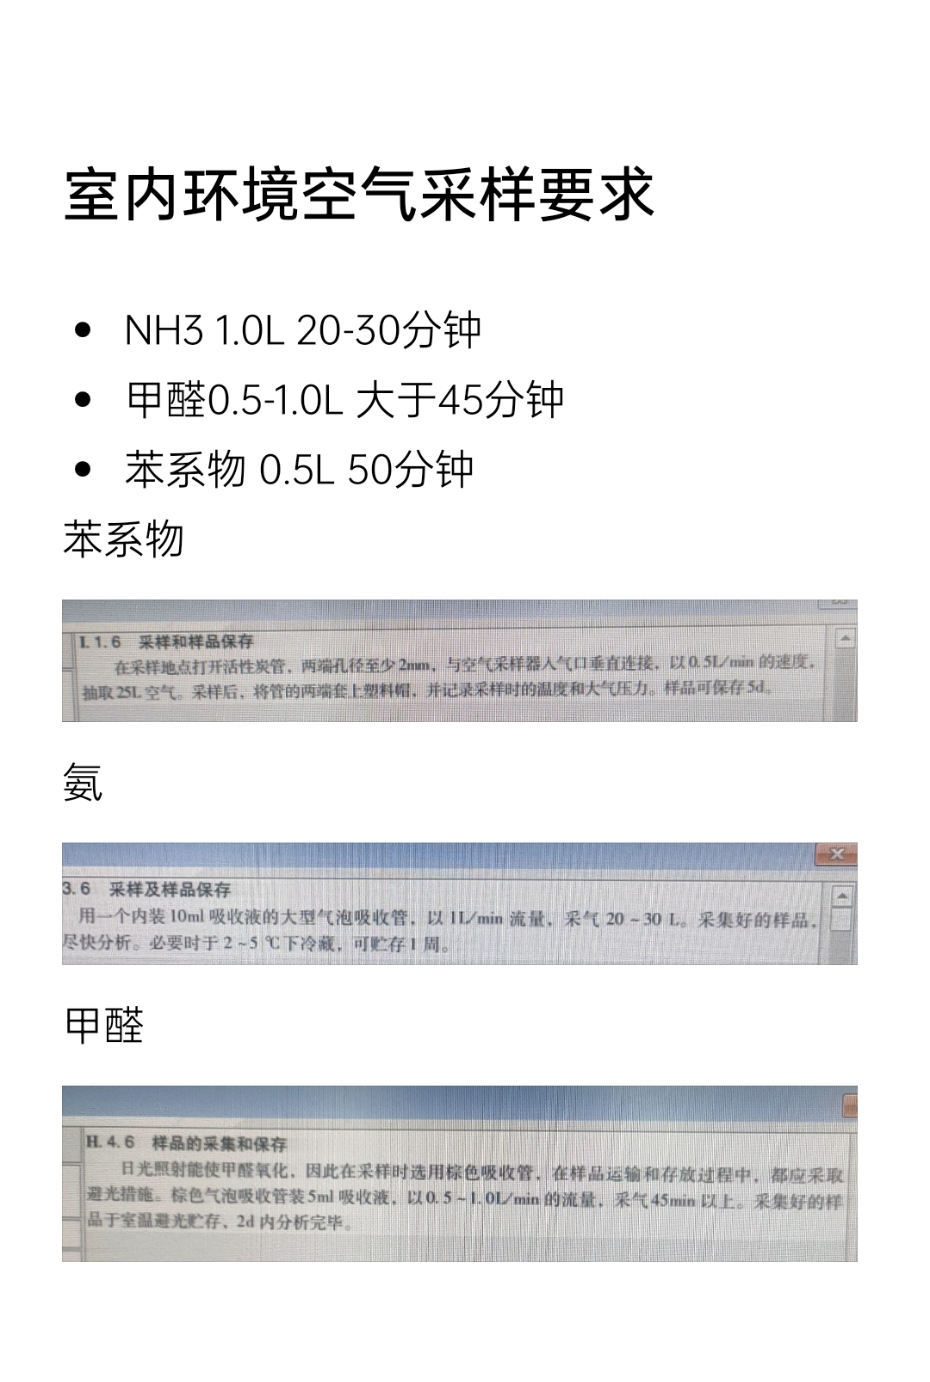 室内环境空气采样要求
NH3 1.0L 20-30分钟
甲醛0.5-1.0L 大于45分钟
苯系物 0.5L 50分钟
苯系物
I.1.6 采样和样品保存
在采样地点打开活性炭管，两端孔径至少2mm，与空气采样器入气口垂直连接，以0.5L/min 的速度，
抽取25L 空气。采样后，将管的两端套上塑料帽，并记录采样时的温度和大气压力。样品可保存5d。
氨
3.6 采样及样品保存
用一个内装10ml 吸收液的大型气泡吸收管，以 1L/min 流量，采气 20～30 L。采集好的样品，
尽快分析。必要时于 2～5 ℃下冷藏，可贮存 1 周。
甲醛
H.4.6 样品的采集和保存
日光照射能使甲醛氧化，因此在采样时选用棕色吸收管，在样品运输和存放过程中，都应采取
避光措施。棕色气泡吸收管装5ml 吸收液，以0.5～1.0L/min 的流量，采气45min 以上。采集好的样
品于室温避光贮存，2d 内分析完毕。